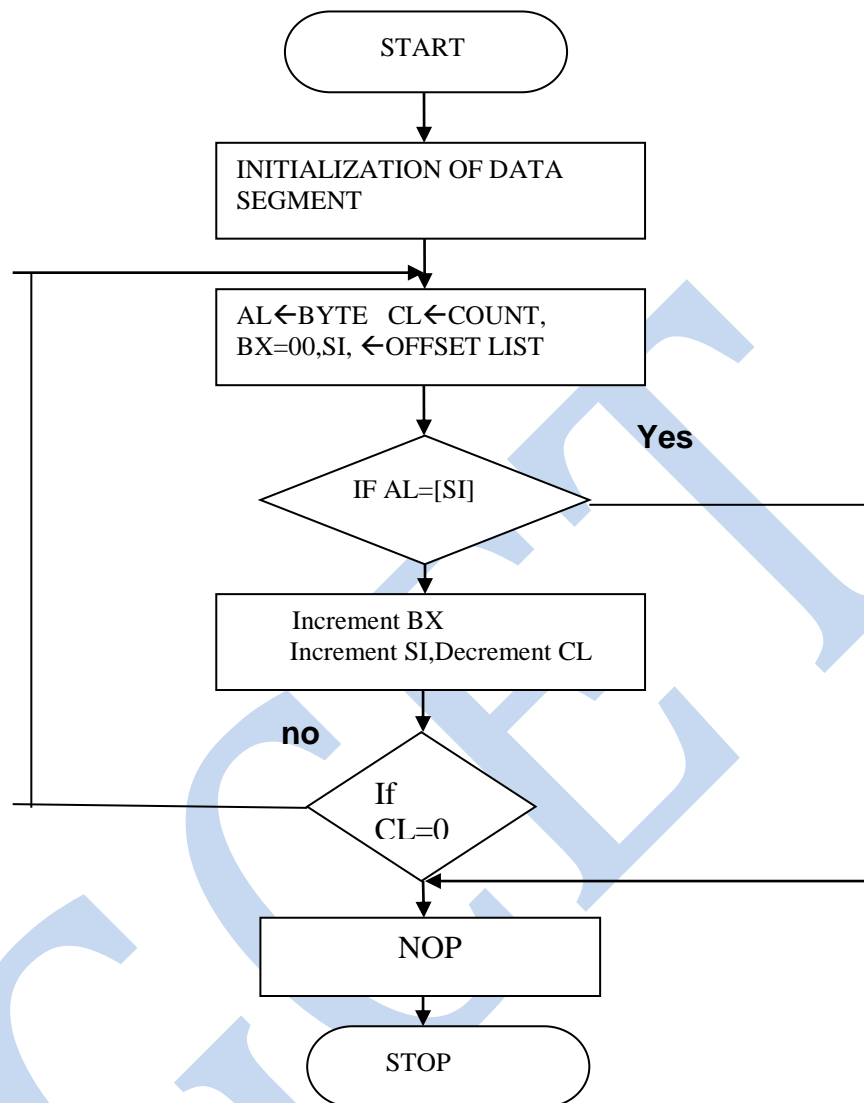 START
INITIALIZATION OF DATA
SEGMENT
AL←BYTE CL←COUNT,
BX=00,SI, ←OFFSET LIST
Yes
IF AL=[SI]
Increment BX
Increment SI,Decrement CL
no
If
CL=0
NOP
STOP
GCET